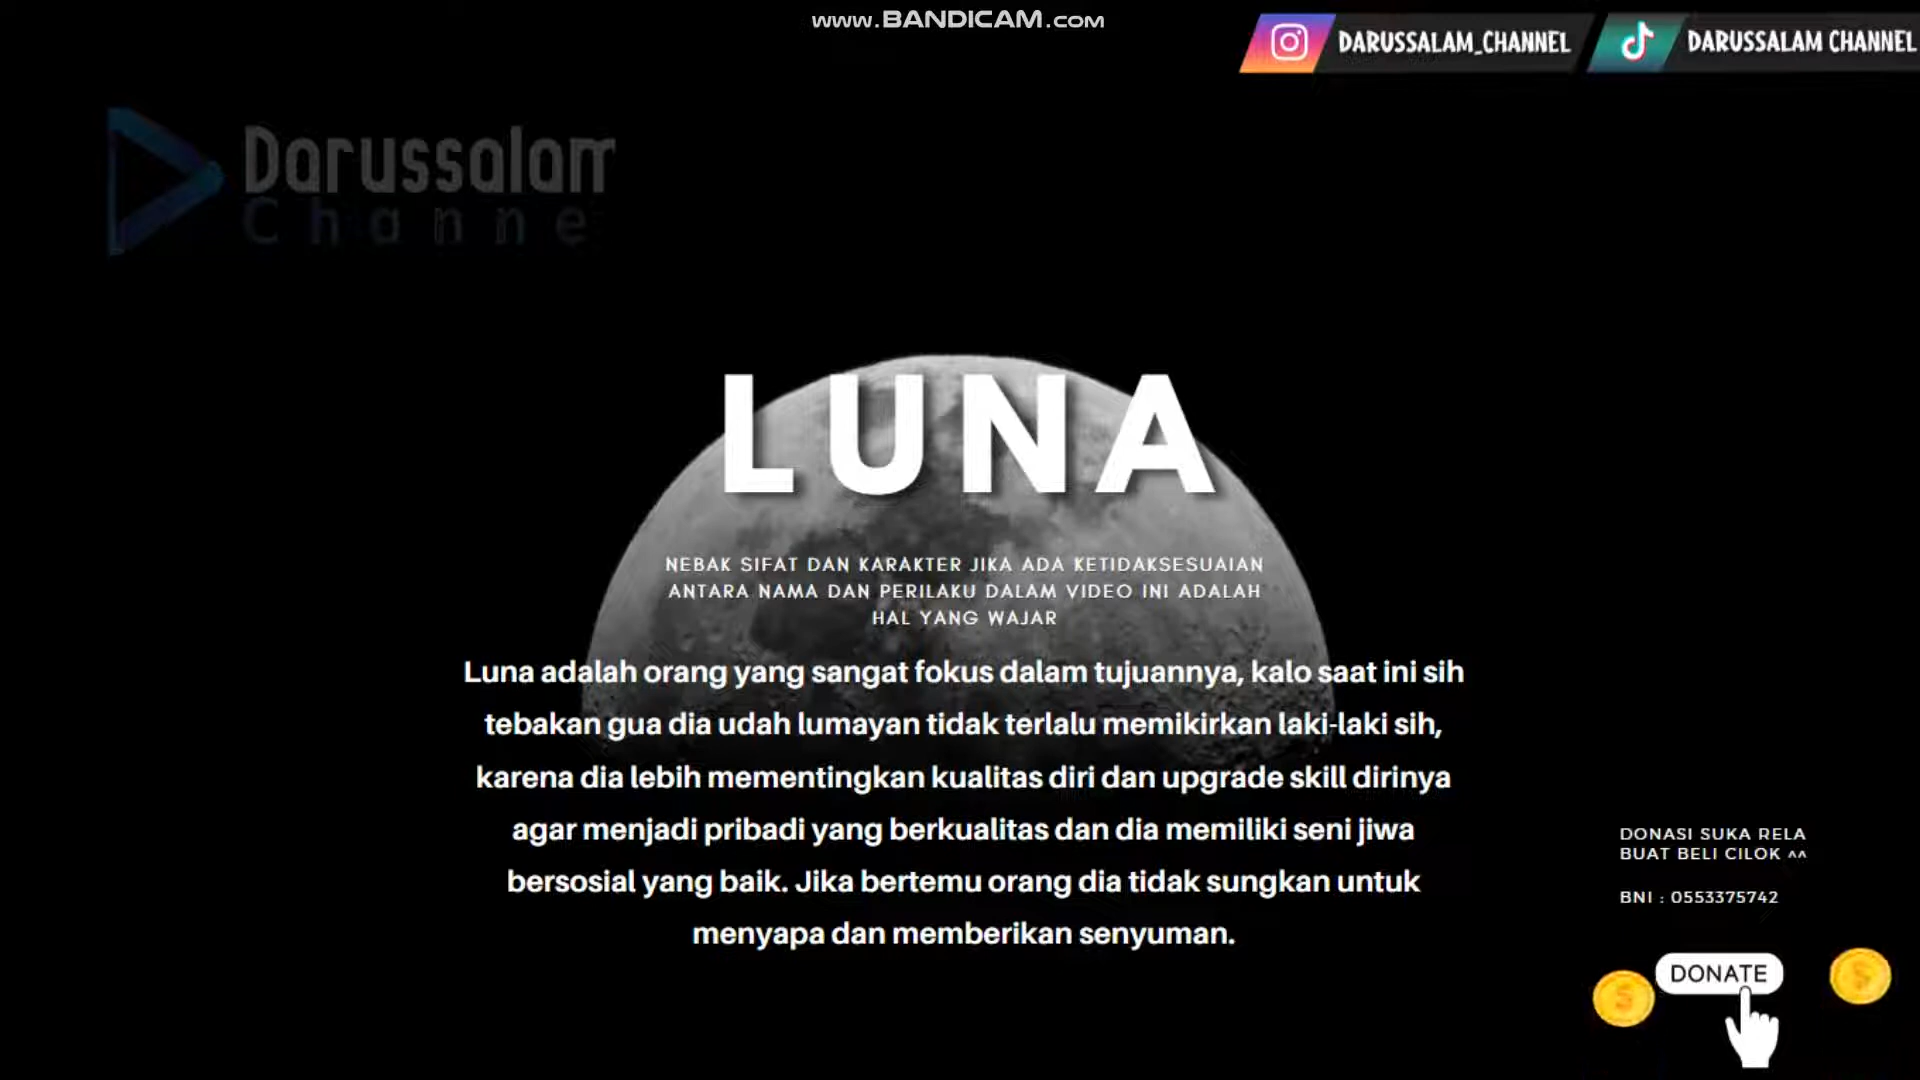 www.BANDICAM.com
DARUSSALAM_CHANNEL
DARUSSALAM CHANNEL
Darussalam
Channe
LUNA
NEBAK SIFAT DAN KARAKTER JIKA ADA KETIDAKSESUAIAN
ANTARA NAMA DAN PERILAKU DALAM VIDEO INI ADALAH
HAL YANG WAJAR
Luna adalah orang yang sangat fokus dalam tujuannya, kalo saat ini sih
tebakan gua dia udah lumayan tidak terlalu memikirkan laki-laki sih,
karena dia lebih mementingkan kualitas diri dan upgrade skill dirinya
agar menjadi pribadi yang berkualitas dan dia memiliki seni jiwa
bersosial yang baik. Jika bertemu orang dia tidak sungkan untuk
menyapa dan memberikan senyuman.
DONASI SUKA RELA
BUAT BELI CILOK ^^
BNI : 0553375742
DONATE